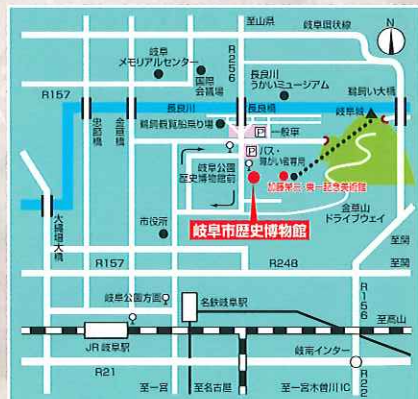 至山県
岐阜環状線
N
R256
岐阜
メモリアルセンター
国際
会議場
長良川
うかいミュージアム
鵜飼い大橋
R157
長良川
長良橋
岐阜城
忠節橋
金華橋
鵜飼観覧船乗り場
P 一般車
P バス・
障がい者専用
岐阜公園
歴史博物館前
加藤栄三・東一記念美術館
大縄場大橋
市役所
岐阜市歴史博物館
金華山
ドライブウェイ
至関
R157
R248
至関
岐阜公園方面
名鉄岐阜駅
R156
至高山
JR岐阜駅
岐南インター
R21
至一宮
至名古屋
至一宮木曽川IC
R22